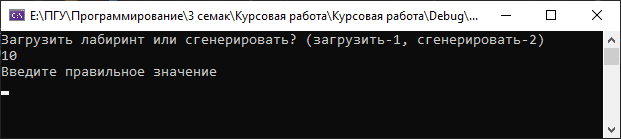 E:\ПГУ\Программирование\3 семак\Курсовая работа\Курсовая работа\Debug\...
Загрузить лабиринт или сгенерировать? (загрузить-1, сгенерировать-2)
10
Введите правильное значение